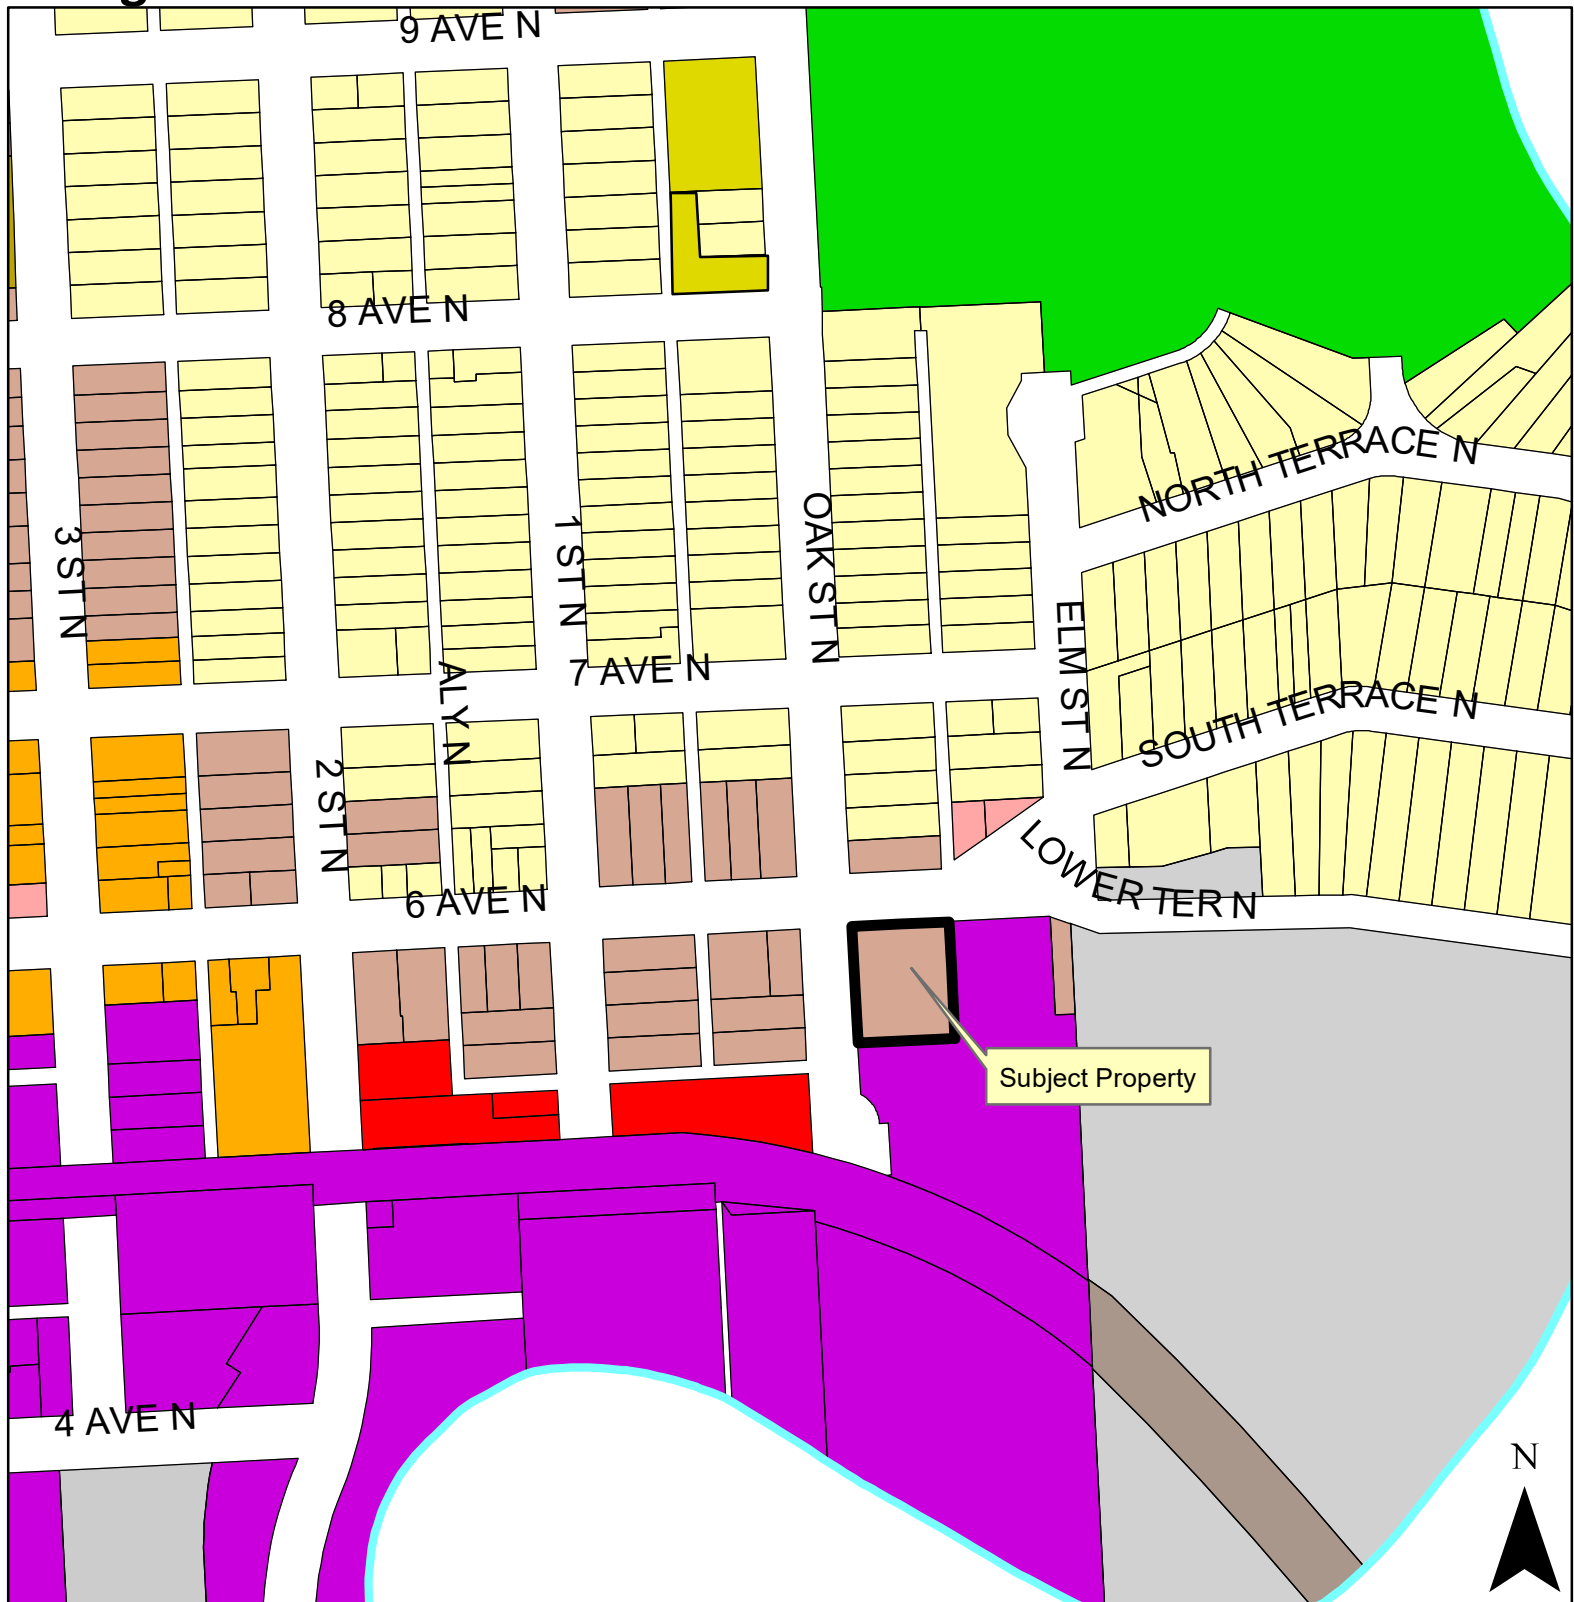 9 AVE N
8 AVE N
NORTH TERRACE N
OAK ST N
1 ST N
3 ST N
ELM ST N
7 AVE N
ALY N
SOUTH TERRACE N
2 ST N
LOWER TER N
6 AVE N
Subject Property
4 AVE N
N